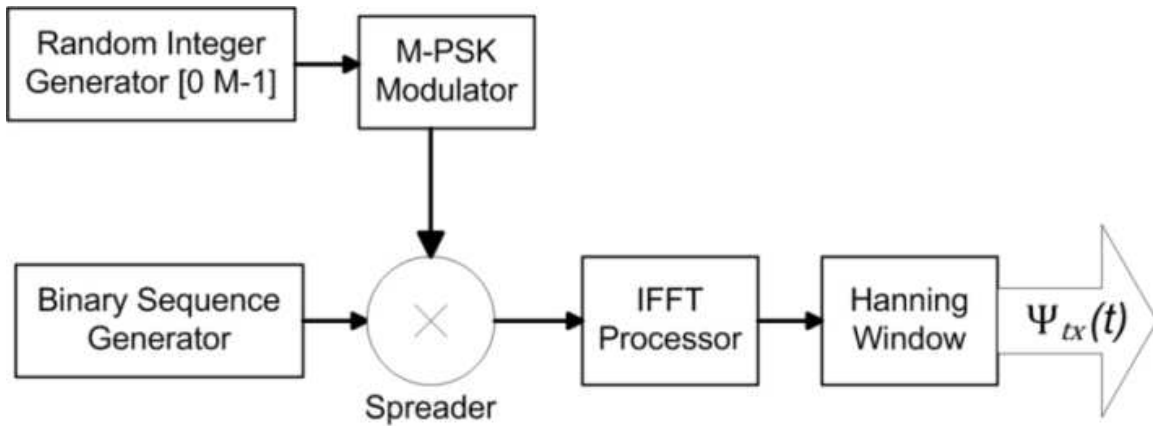 Random Integer
Generator [0 M-1]
M-PSK
Modulator
Binary Sequence
Generator
Spreader
IFFT
Processor
Hanning
Window
Ψtx(t)